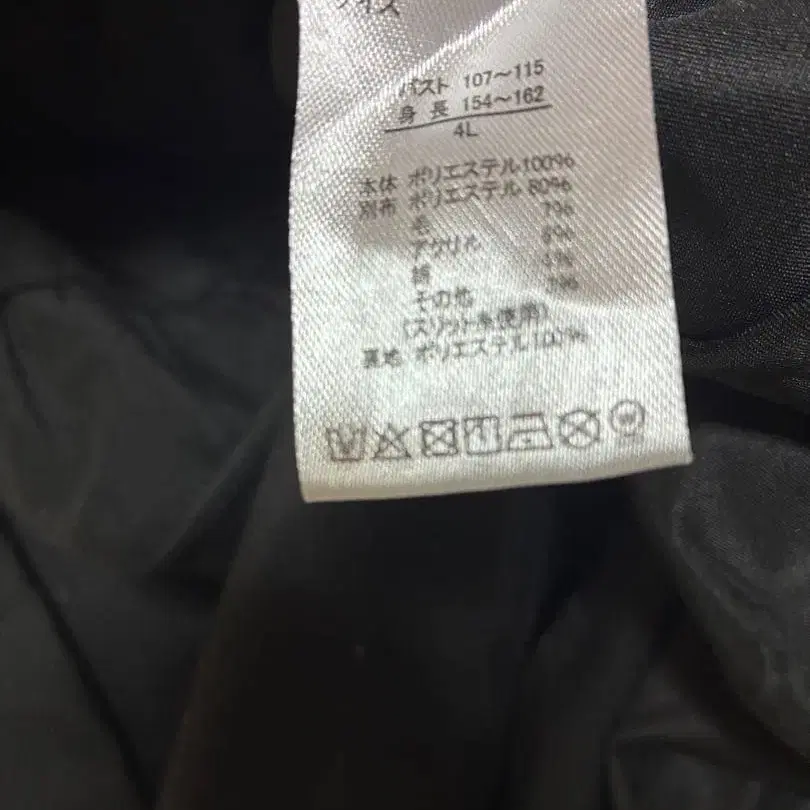 サイズ
バスト 107～115
身長 154～162
4L
本体 ポリエステル100%
別布 ポリエステル 80%
毛 7%
アクリル 6%
綿
その他
(スリット糸使用)
裏地 ポリエステル100%